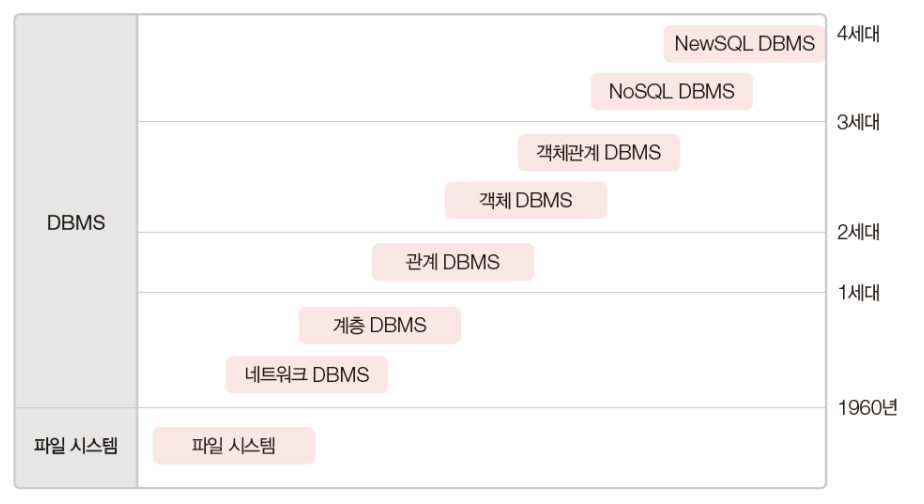 NewSQL DBMS
4세대
NoSQL DBMS
3세대
객체관계 DBMS
객체 DBMS
DBMS
2세대
관계 DBMS
1세대
계층 DBMS
네트워크 DBMS
1960년
파일 시스템
파일 시스템